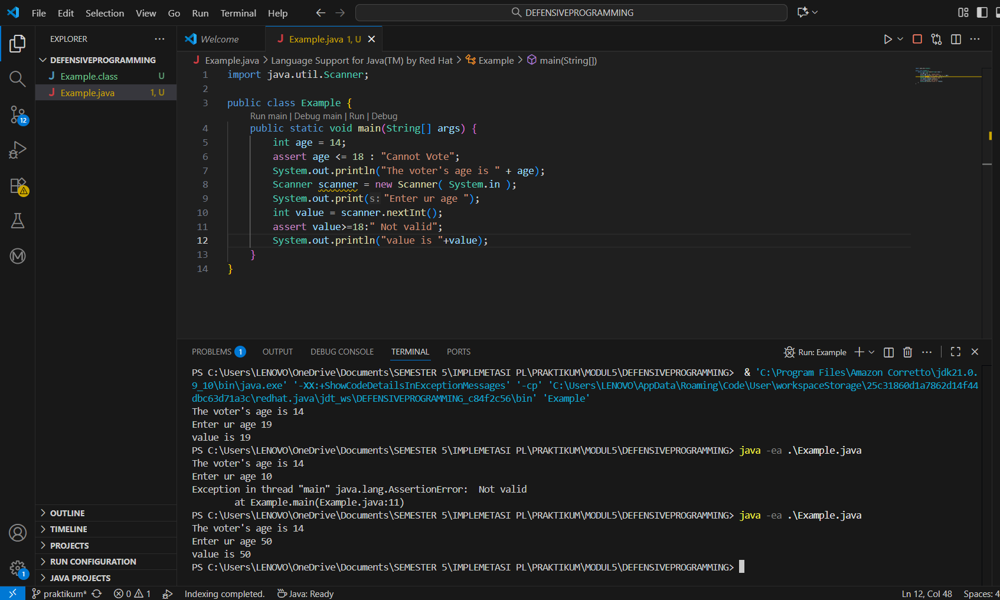 File Edit Selection View Go Run Terminal Help
DEFENSIVEPROGRAMMING
EXPLORER
DEFENSIVEPROGRAMMING
Example.class U
Example.java 1, U
12
OUTLINE
TIMELINE
PROJECTS
RUN CONFIGURATION
JAVA PROJECTS
1
Welcome
Example.java 1, U
Example.java > Language Support for Java(TM) by Red Hat > Example > main(String[])
1 import java.util.Scanner;
2
3 public class Example {
Run main | Debug main | Run | Debug
4 public static void main(String[] args) {
5 int age = 14;
6 assert age <= 18 : "Cannot Vote";
7 System.out.println("The voter's age is " + age);
8 Scanner scanner = new Scanner( System.in );
9 System.out.print(s: "Enter ur age ");
10 int value = scanner.nextInt();
11 assert value>=18:" Not valid";
12 System.out.println("value is "+value);
13 }
14 }
PROBLEMS 1 OUTPUT DEBUG CONSOLE TERMINAL PORTS
Run: Example
PS C:\Users\LENOVO\OneDrive\Documents\SEMESTER 5\IMPLEMETASI PL\PRAKTIKUM\MODUL5\DEFENSIVEPROGRAMMING> & 'C:\Program Files\Amazon Corretto\jdk21.0.
9_10\bin\java.exe' '-XX:+ShowCodeDetailsInExceptionMessages' '-cp' 'C:\Users\LENOVO\AppData\Roaming\Code\User\workspaceStorage\25c31860d1a7862d14f44
dbc63d71a3c\redhat.java\jdt_ws\DEFENSIVEPROGRAMMING_c84f2c56\bin' 'Example'
The voter's age is 14
Enter ur age 19
value is 19
PS C:\Users\LENOVO\OneDrive\Documents\SEMESTER 5\IMPLEMETASI PL\PRAKTIKUM\MODUL5\DEFENSIVEPROGRAMMING> java -ea .\Example.java
The voter's age is 14
Enter ur age 10
Exception in thread "main" java.lang.AssertionError:  Not valid
at Example.main(Example.java:11)
PS C:\Users\LENOVO\OneDrive\Documents\SEMESTER 5\IMPLEMETASI PL\PRAKTIKUM\MODUL5\DEFENSIVEPROGRAMMING> java -ea .\Example.java
The voter's age is 14
Enter ur age 50
value is 50
PS C:\Users\LENOVO\OneDrive\Documents\SEMESTER 5\IMPLEMETASI PL\PRAKTIKUM\MODUL5\DEFENSIVEPROGRAMMING>
praktikum* 0 1 Indexing completed. Java: Ready Ln 12, Col 48 Spaces: 4